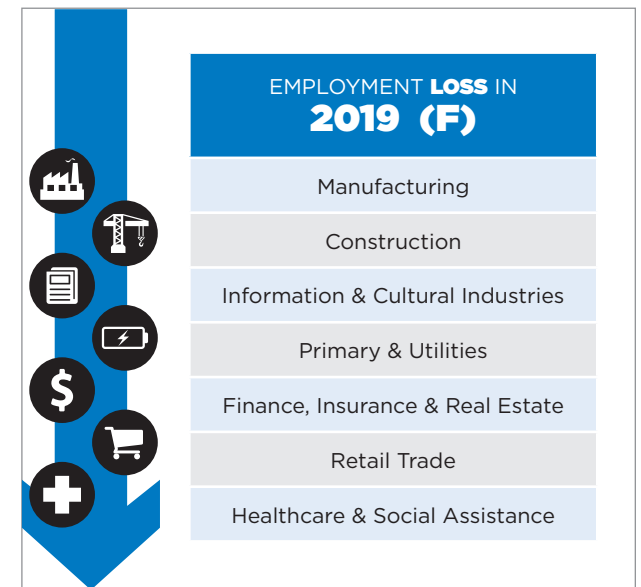 EMPLOYMENT LOSS IN
2019 (F)
Manufacturing
Construction
Information & Cultural Industries
Primary & Utilities
$
Finance, Insurance & Real Estate
Retail Trade
Healthcare & Social Assistance